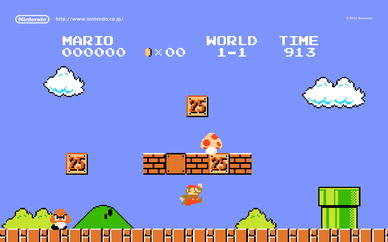 Nintendo
http://www.nintendo.co.jp/
MARIO WORLD TIME
000000 ×00 1-1 913
25
25
25